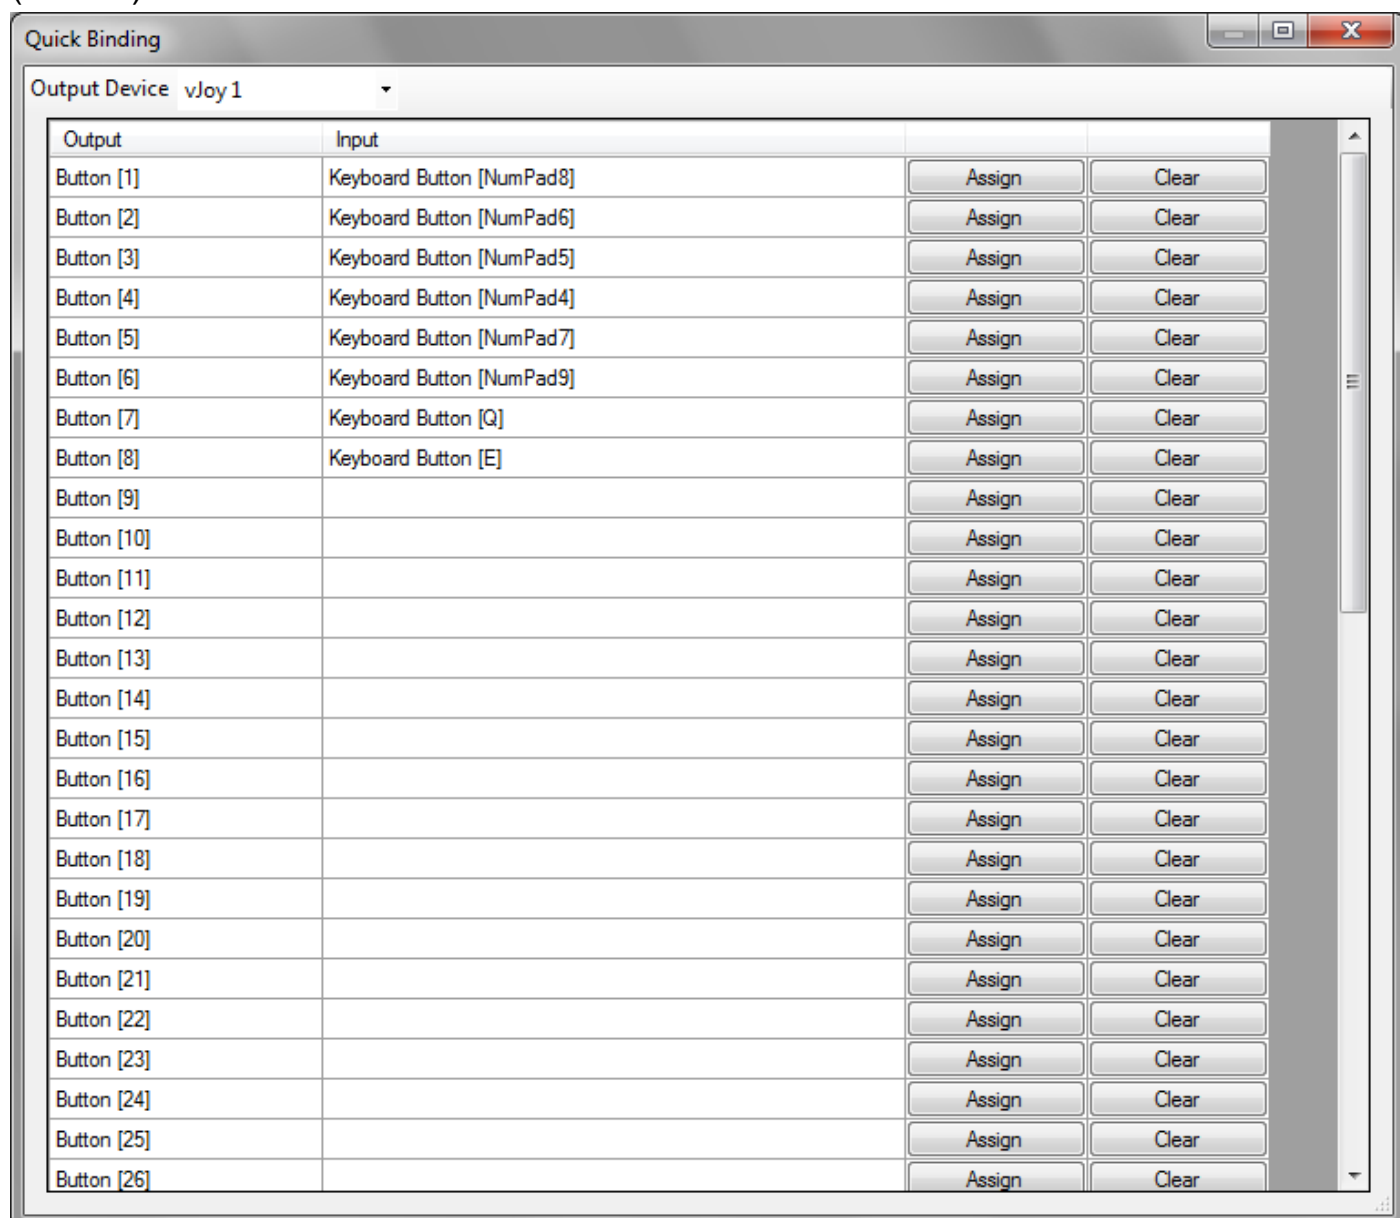 Quick Binding
Output Device vJoy 1
Output Input
Button [1] Keyboard Button [NumPad8] Assign Clear
Button [2] Keyboard Button [NumPad6] Assign Clear
Button [3] Keyboard Button [NumPad5] Assign Clear
Button [4] Keyboard Button [NumPad4] Assign Clear
Button [5] Keyboard Button [NumPad7] Assign Clear
Button [6] Keyboard Button [NumPad9] Assign Clear
Button [7] Keyboard Button [Q] Assign Clear
Button [8] Keyboard Button [E] Assign Clear
Button [9] Assign Clear
Button [10] Assign Clear
Button [11] Assign Clear
Button [12] Assign Clear
Button [13] Assign Clear
Button [14] Assign Clear
Button [15] Assign Clear
Button [16] Assign Clear
Button [17] Assign Clear
Button [18] Assign Clear
Button [19] Assign Clear
Button [20] Assign Clear
Button [21] Assign Clear
Button [22] Assign Clear
Button [23] Assign Clear
Button [24] Assign Clear
Button [25] Assign Clear
Button [26] Assign Clear